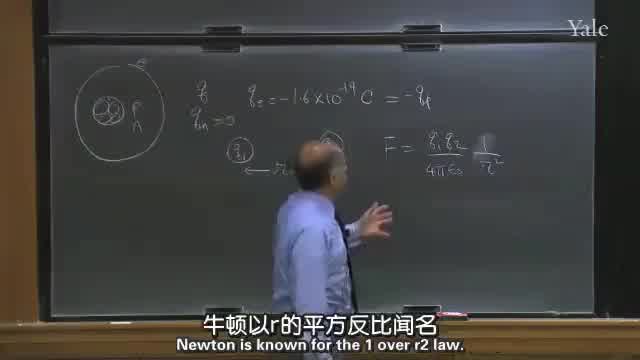 Yale
e
q
q_e = -1.6 × 10^-19 C = -q_p
q_n = 0
P
n
q_1
← r
F = q_1 q_2 / 4πε_0 1 / r^2
牛顿以r的平方反比闻名
Newton is known for the 1 over r2 law.